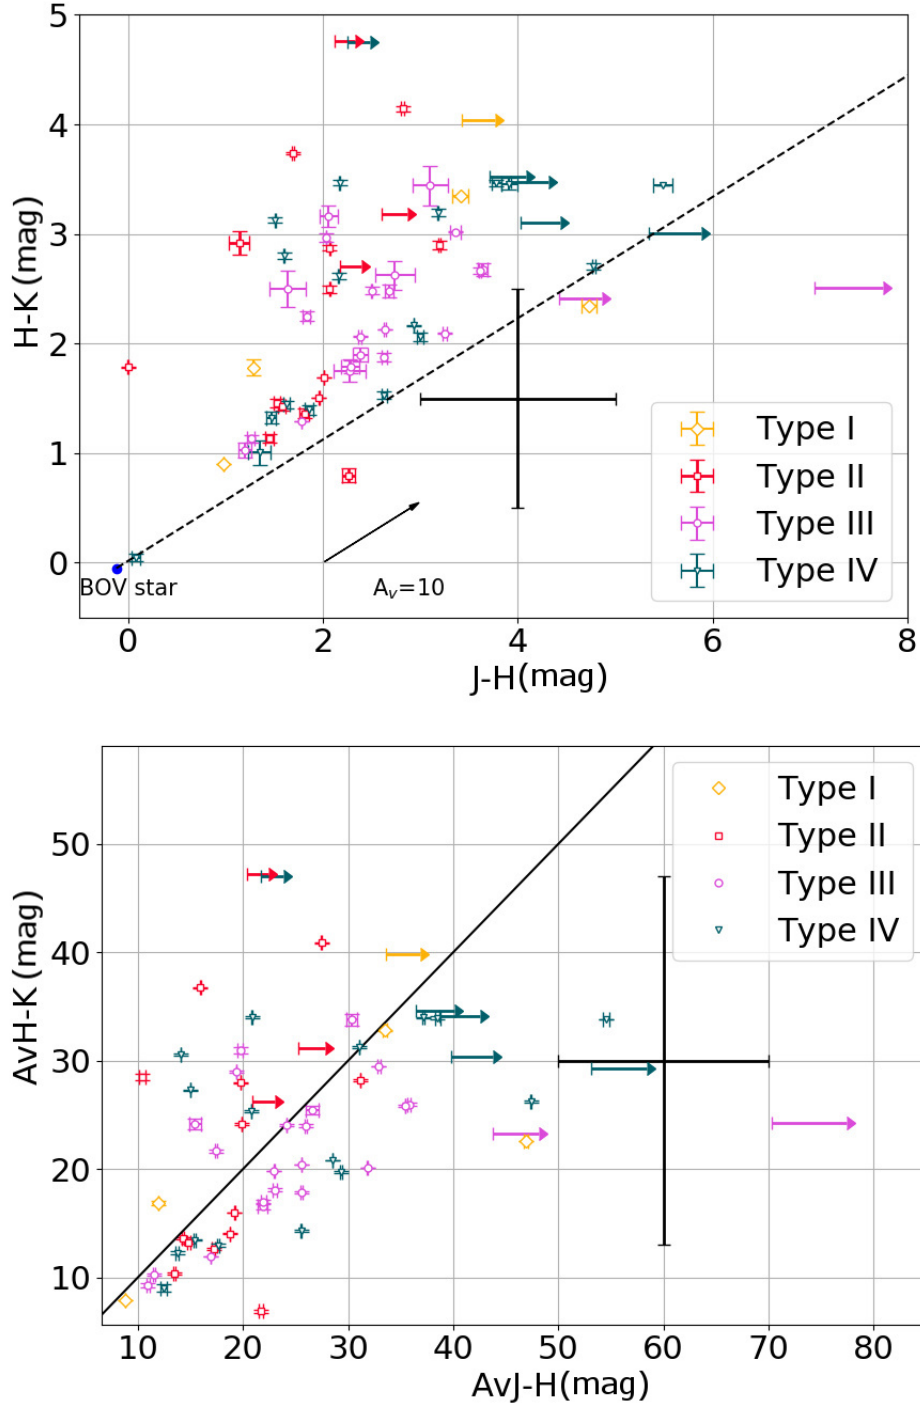 5
4
3
2
1
0
H-K (mag)
BOV star
A_v=10
Type I
Type II
Type III
Type IV
0 2 4 6 8
J-H(mag)
50
40
30
20
10
AvH-K (mag)
Type I
Type II
Type III
Type IV
10 20 30 40 50 60 70 80
AvJ-H(mag)